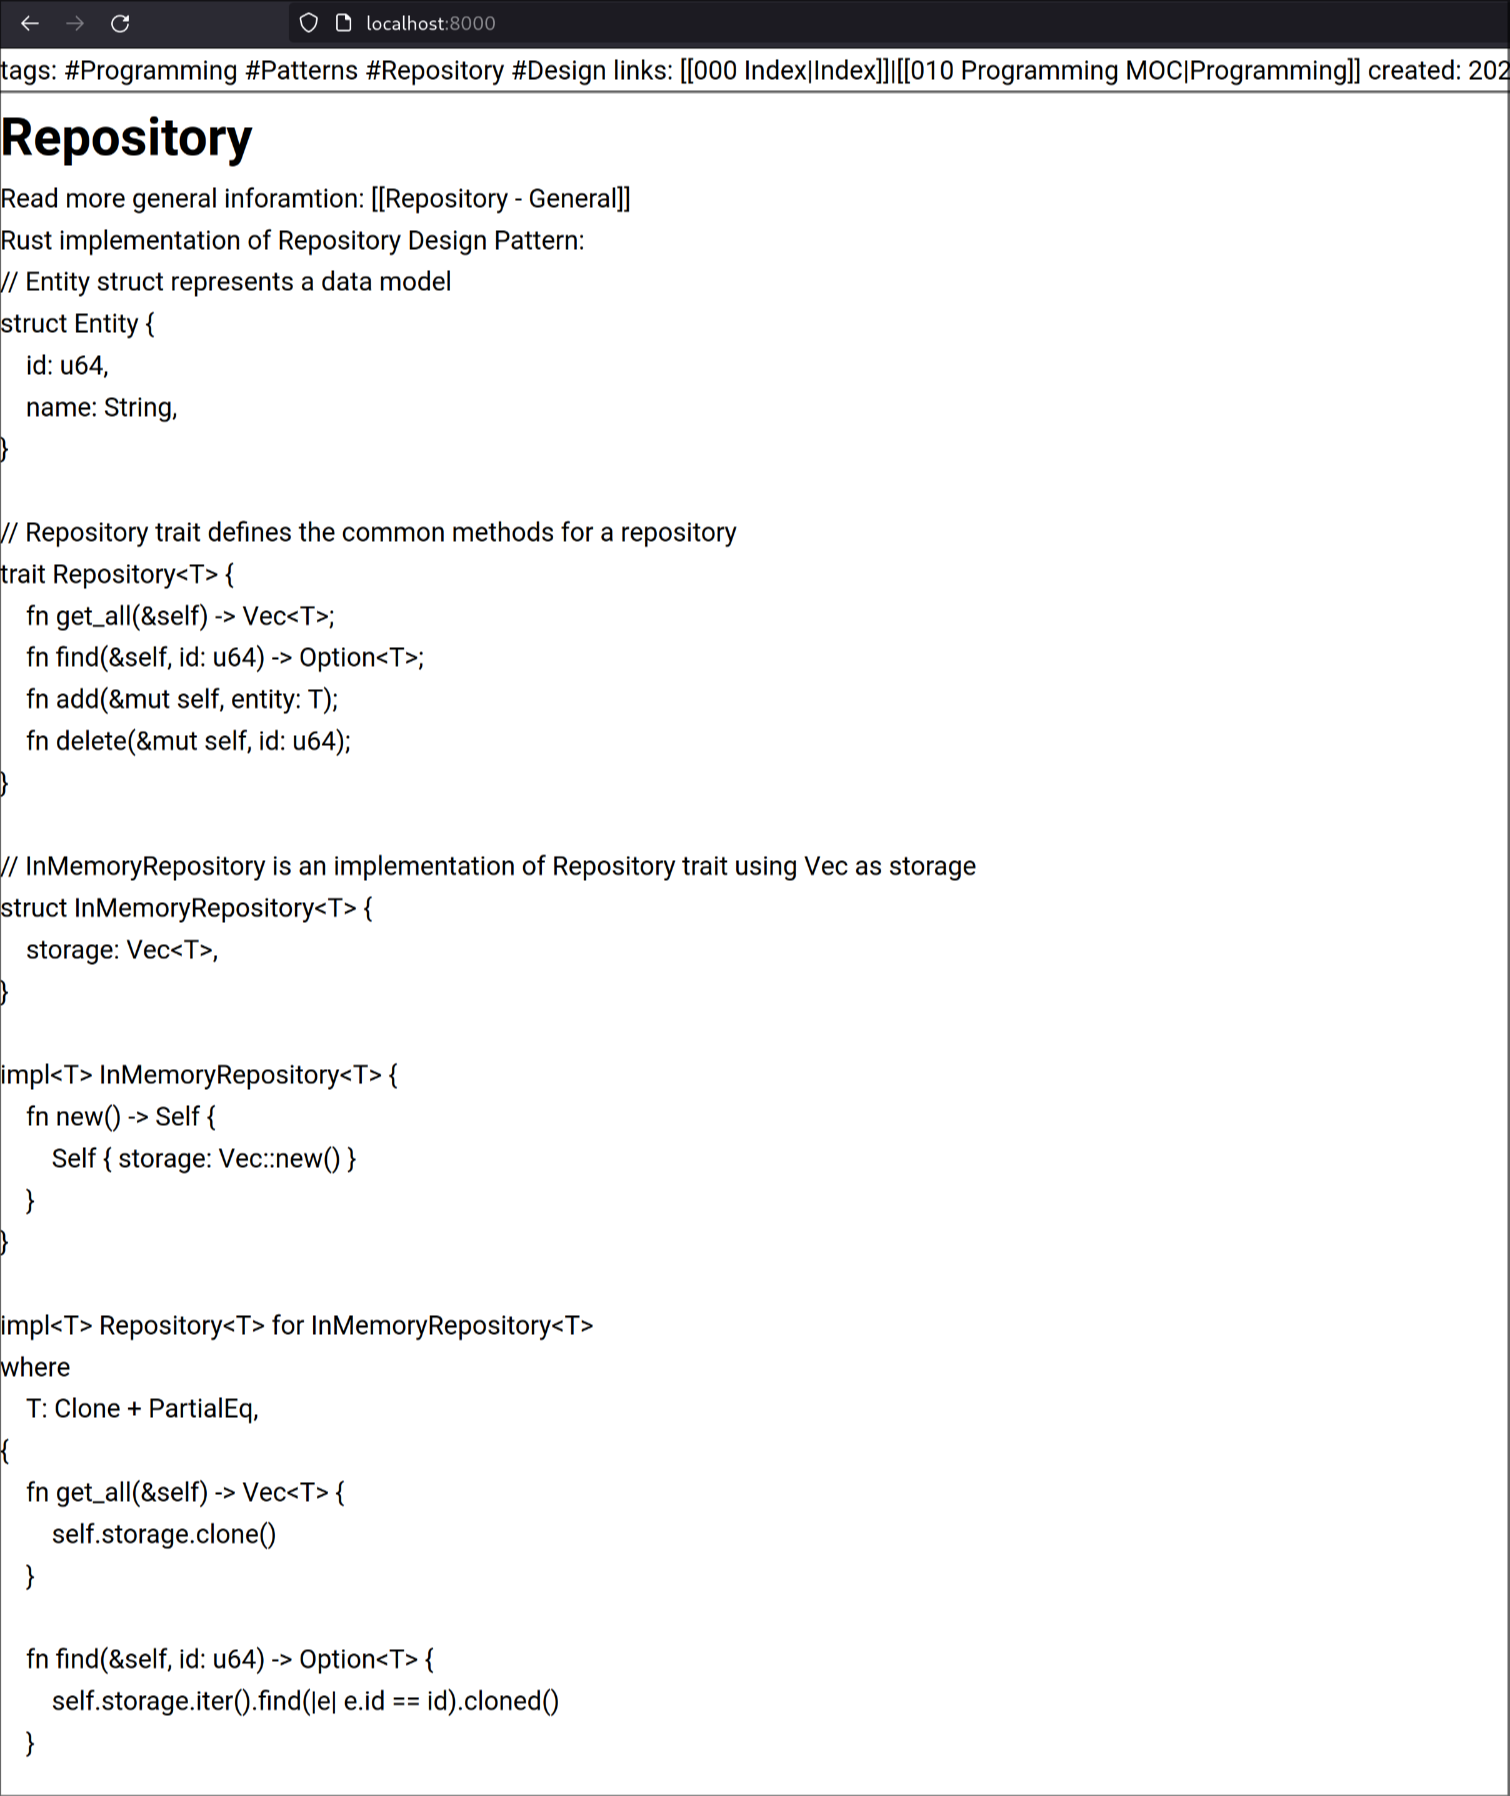 localhost:8000
tags: #Programming #Patterns #Repository #Design links: [[000 Index|Index]]|[[010 Programming MOC|Programming]] created: 202
Repository
Read more general inforamtion: [[Repository - General]]
Rust implementation of Repository Design Pattern:
// Entity struct represents a data model
struct Entity {
    id: u64,
    name: String,
}

// Repository trait defines the common methods for a repository
trait Repository<T> {
    fn get_all(&self) -> Vec<T>;
    fn find(&self, id: u64) -> Option<T>;
    fn add(&mut self, entity: T);
    fn delete(&mut self, id: u64);
}

// InMemoryRepository is an implementation of Repository trait using Vec as storage
struct InMemoryRepository<T> {
    storage: Vec<T>,
}

impl<T> InMemoryRepository<T> {
    fn new() -> Self {
        Self { storage: Vec::new() }
    }
}

impl<T> Repository<T> for InMemoryRepository<T>
where
    T: Clone + PartialEq,
{
    fn get_all(&self) -> Vec<T> {
        self.storage.clone()
    }

    fn find(&self, id: u64) -> Option<T> {
        self.storage.iter().find(|e| e.id == id).cloned()
    }